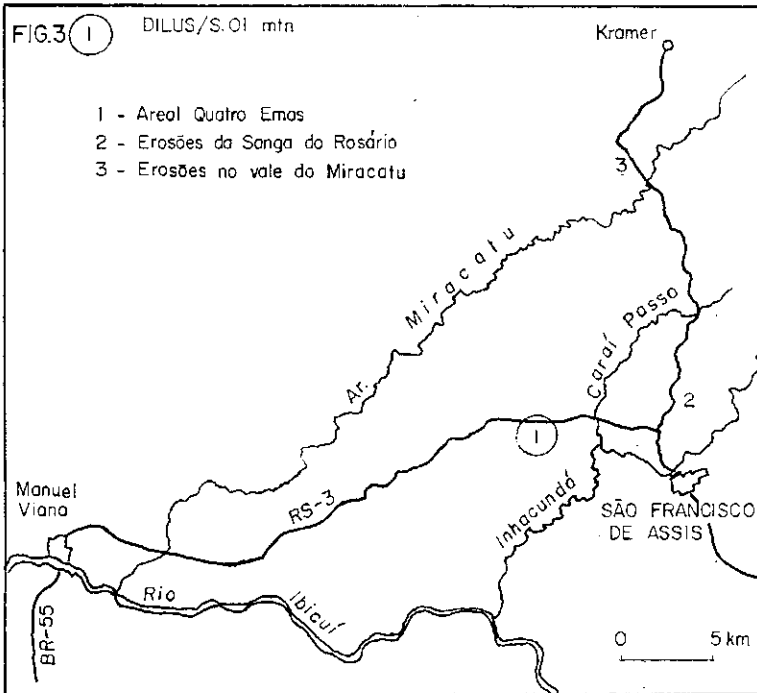 FIG.3 1 DILUS/S.01 mtn
Kramer
1 - Areal Quatro Emas
2 - Erosões da Sanga do Rosário
3 - Erosões no vale do Miracatu
3
Ar. Miracatu
Caraí Passo
2
1
RS-3
Manuel
Viana
Inhacundá
SÃO FRANCISCO
DE ASSIS
Rio Ibicuí
BR-55
0 5 km